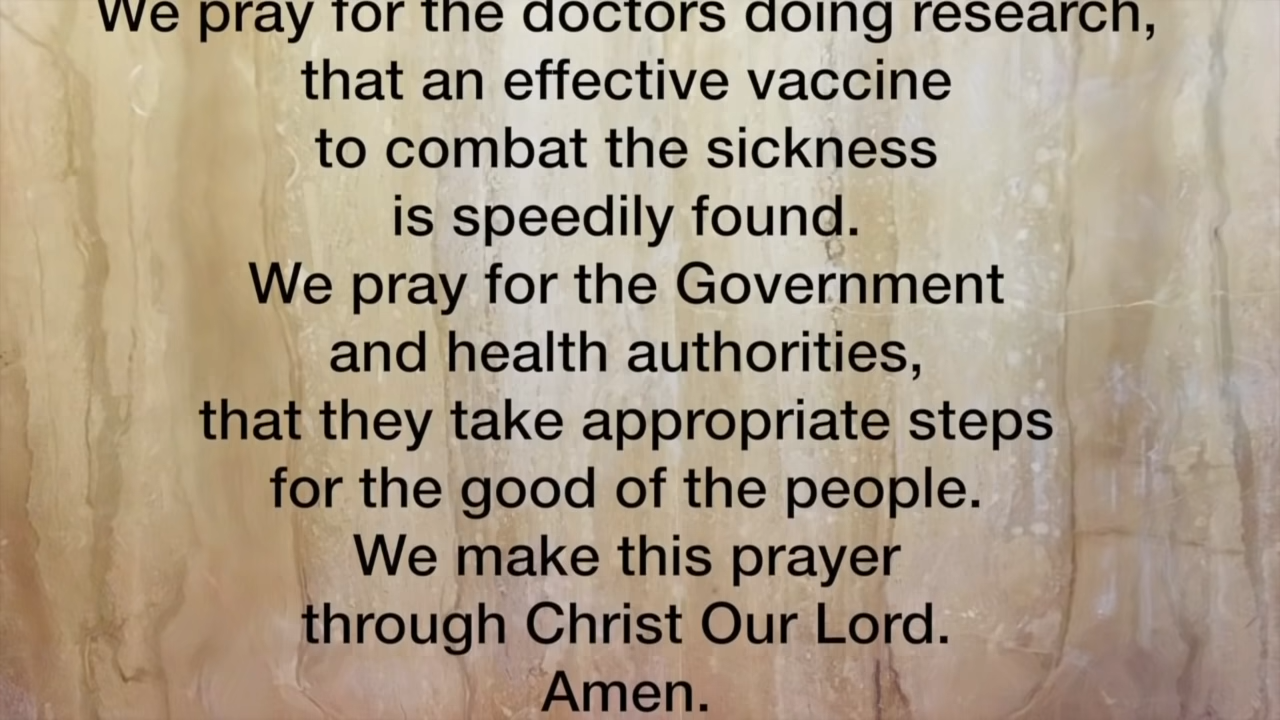 We pray for the doctors doing research,
that an effective vaccine
to combat the sickness
is speedily found.
We pray for the Government
and health authorities,
that they take appropriate steps
for the good of the people.
We make this prayer
through Christ Our Lord.
Amen.